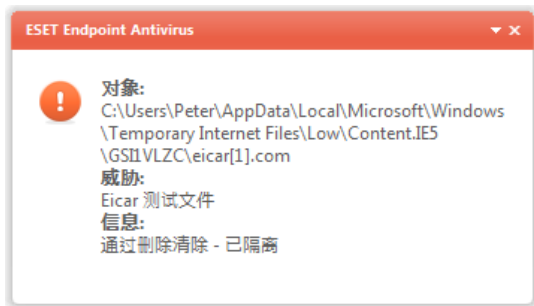 ESET Endpoint Antivirus
对象:
C:\Users\Peter\AppData\Local\Microsoft\Windows
\Temporary Internet Files\Low\Content.IE5
\GSI1VLZC\eicar[1].com
威胁:
Eicar 测试文件
信息:
通过删除清除 - 已隔离